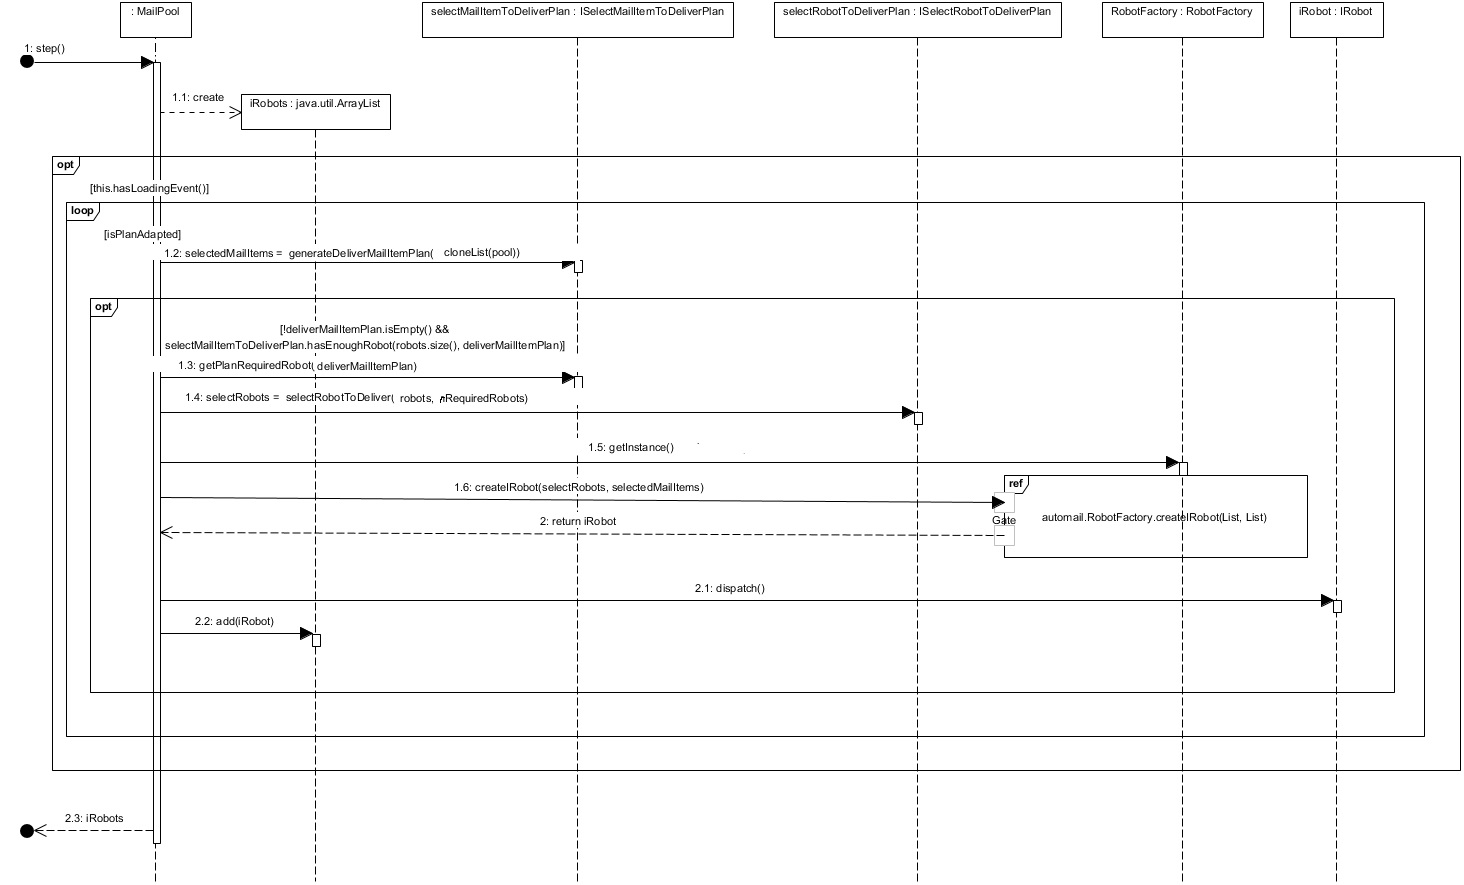 : MailPool
selectMailItemToDeliverPlan : ISelectMailItemToDeliverPlan
selectRobotToDeliverPlan : ISelectRobotToDeliverPlan
RobotFactory : RobotFactory
iRobot : IRobot
1: step()
1.1: create
iRobots : java.util.ArrayList
opt
[this.hasLoadingEvent()]
loop
[isPlanAdapted]
1.2: selectedMailItems = generateDeliverMailItemPlan( cloneList(pool))
opt
[!deliverMailItemPlan.isEmpty() &&
selectMailItemToDeliverPlan.hasEnoughRobot(robots.size(), deliverMailItemPlan)]
1.3: getPlanRequiredRobot( deliverMailItemPlan)
1.4: selectRobots = selectRobotToDeliver( robots, nRequiredRobots)
1.5: getInstance()
ref
1.6: createIRobot(selectRobots, selectedMailItems)
automail.RobotFactory.createIRobot(List, List)
Gate
2: return iRobot
2.1: dispatch()
2.2: add(iRobot)
2.3: iRobots